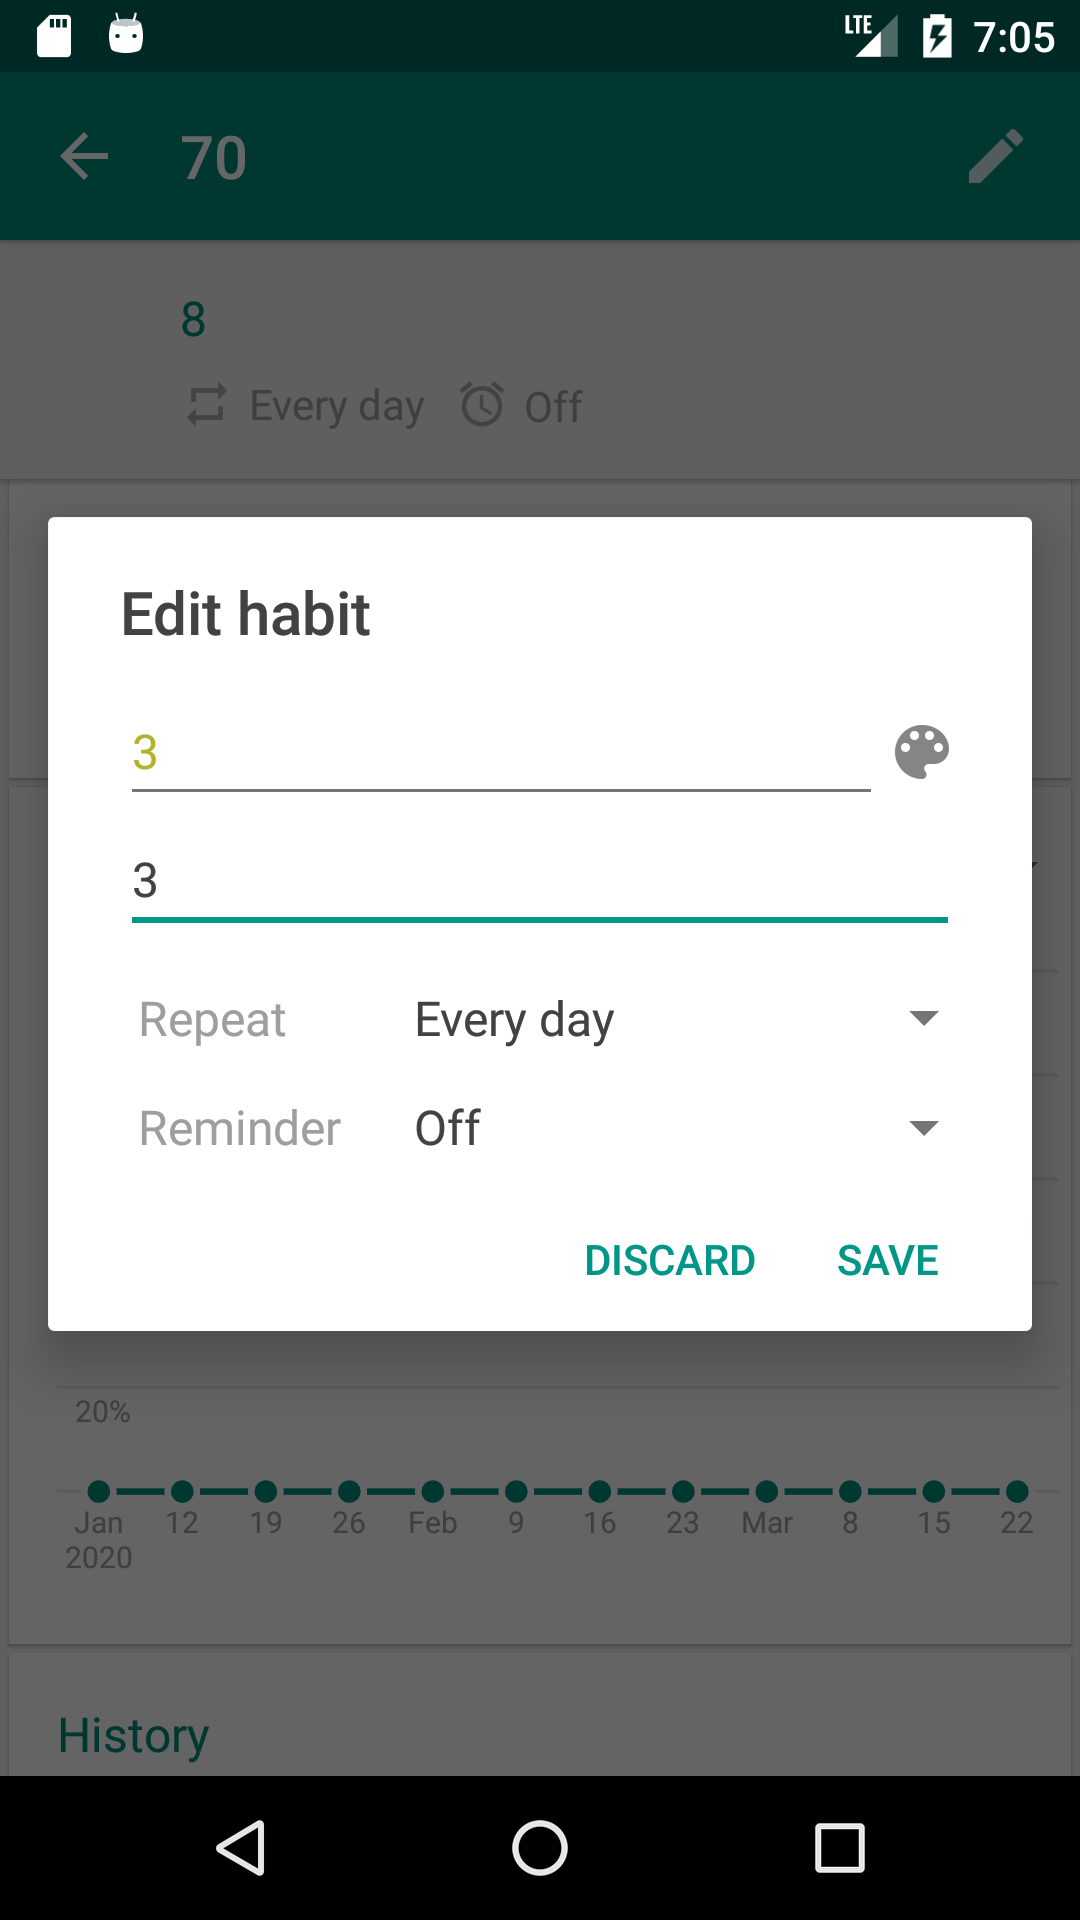 LTE 7:05
70
8
Every day Off
Edit habit
3
3
Repeat Every day
Reminder Off
DISCARD SAVE
20%
Jan 12 19 26 Feb 9 16 23 Mar 8 15 22
2020
History